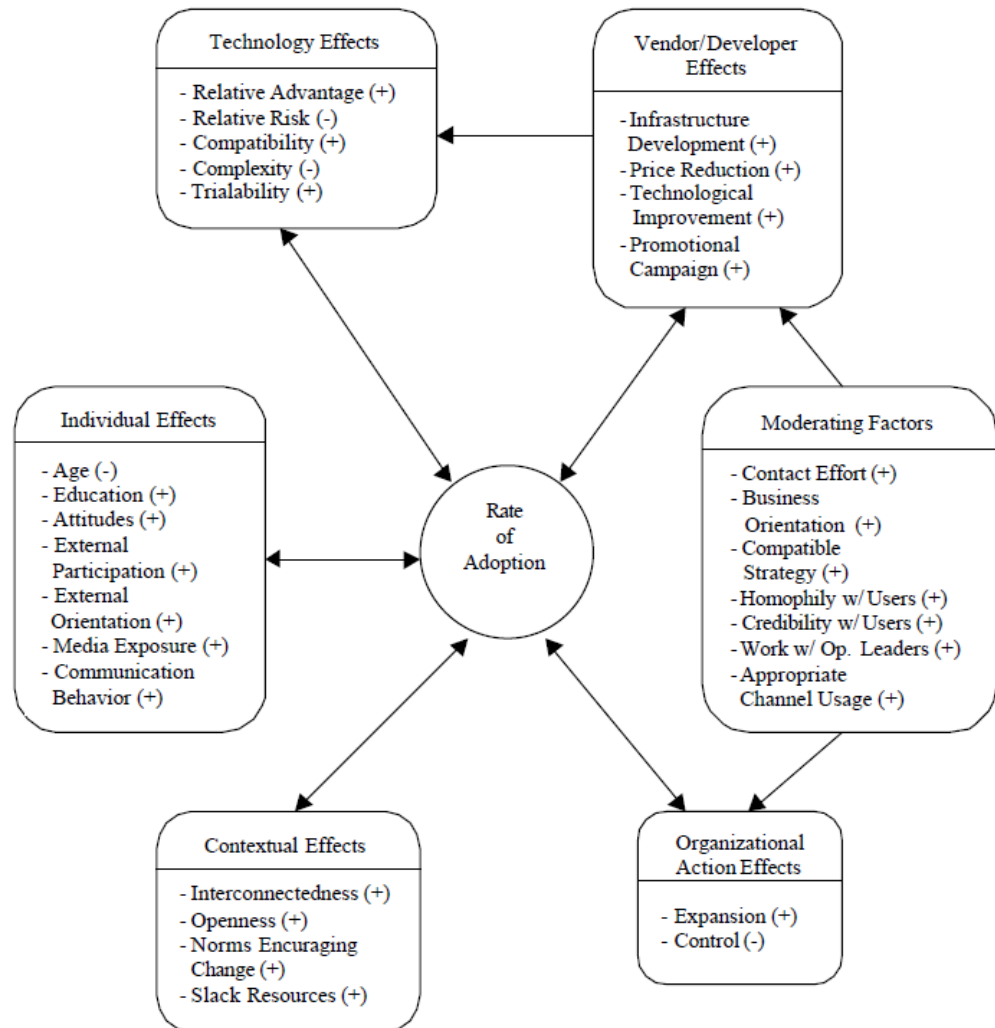 Technology Effects
- Relative Advantage (+)
- Relative Risk (-)
- Compatibility (+)
- Complexity (-)
- Trialability (+)
Vendor/Developer
Effects
- Infrastructure
Development (+)
- Price Reduction (+)
- Technological
Improvement (+)
- Promotional
Campaign (+)
Individual Effects
- Age (-)
- Education (+)
- Attitudes (+)
- External
Participation (+)
- External
Orientation (+)
- Media Exposure (+)
- Communication
Behavior (+)
Rate
of
Adoption
Moderating Factors
- Contact Effort (+)
- Business
Orientation (+)
- Compatible
Strategy (+)
- Homophily w/ Users (+)
- Credibility w/ Users (+)
- Work w/ Op. Leaders (+)
- Appropriate
Channel Usage (+)
Contextual Effects
- Interconnectedness (+)
- Openness (+)
- Norms Encuraging
Change (+)
- Slack Resources (+)
Organizational
Action Effects
- Expansion (+)
- Control (-)